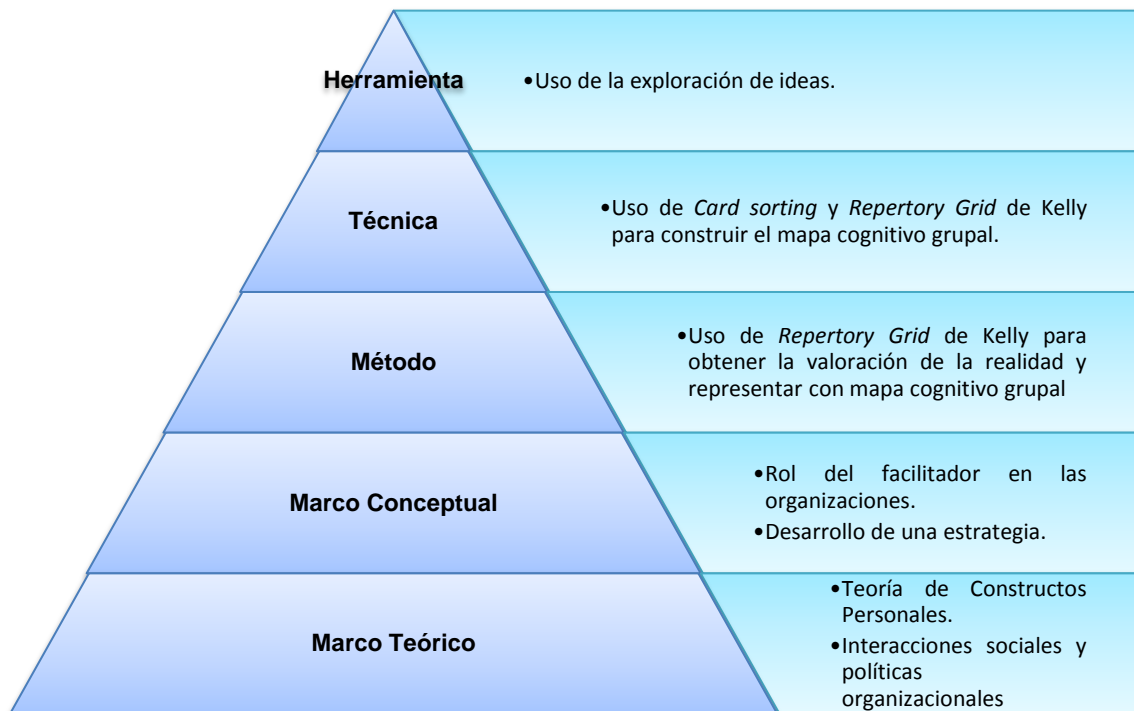 Herramienta
•Uso de la exploración de ideas.
Técnica
•Uso de Card sorting y Repertory Grid de Kelly
para construir el mapa cognitivo grupal.
Método
•Uso de Repertory Grid de Kelly para
obtener la valoración de la realidad y
representar con mapa cognitivo grupal
Marco Conceptual
•Rol del facilitador en las
organizaciones.
•Desarrollo de una estrategia.
Marco Teórico
•Teoría de Constructos
Personales.
•Interacciones sociales y
políticas
organizacionales